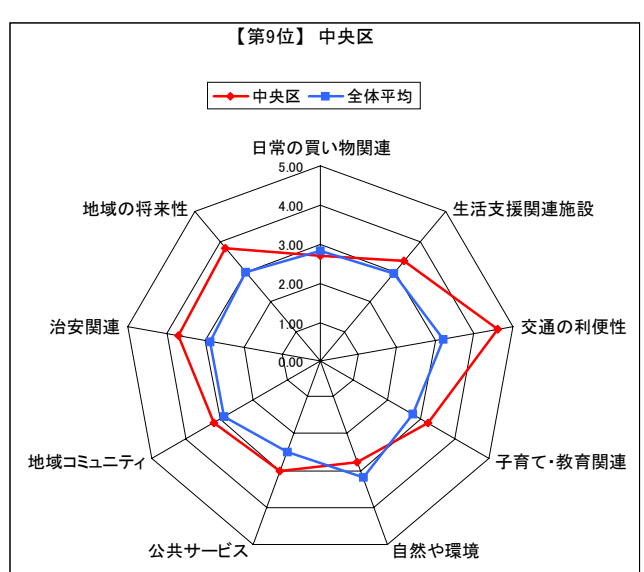 【第9位】 中央区
中央区 全体平均
日常の買い物関連
5.00
地域の将来性 生活支援関連施設
4.00
3.00
治安関連 交通の利便性
2.00
1.00
0.00
地域コミュニティ 子育て・教育関連
公共サービス 自然や環境